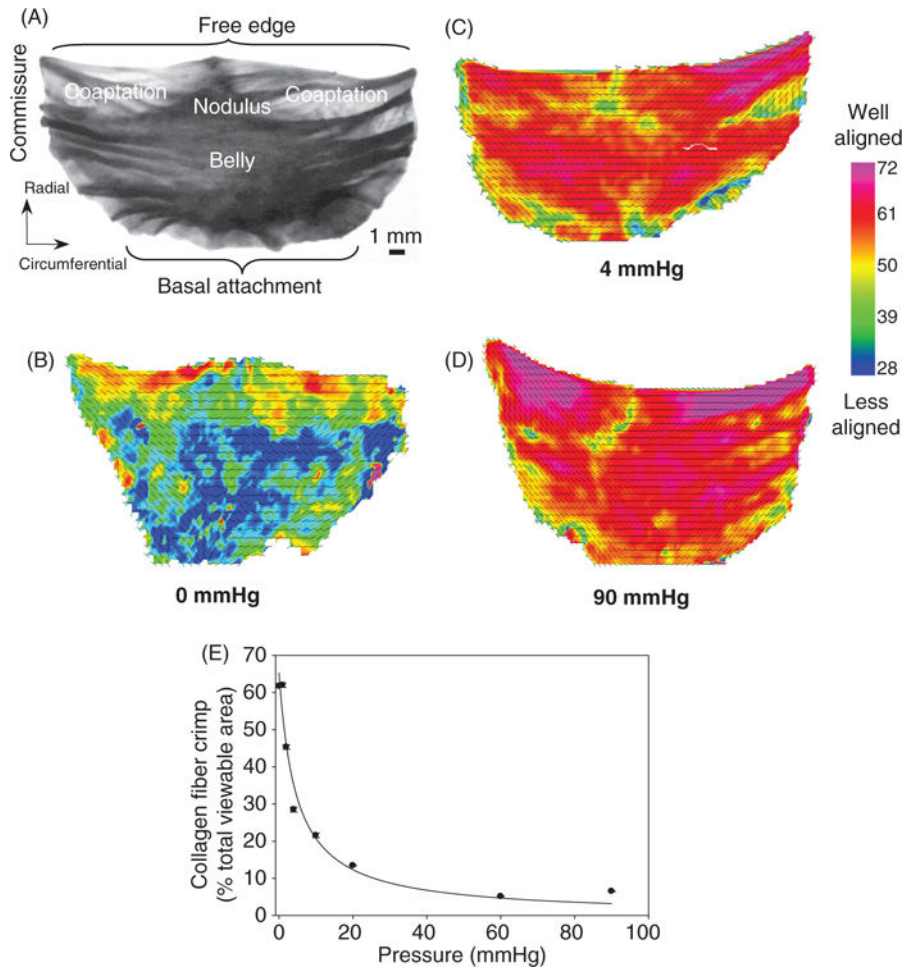 (A)
Free edge
Commissure
Ooaptation
Coaptation
Nodulus
Belly
Radial
Circumferential
1 mm
Basal attachment
(B)
0 mmHg
(C)
4 mmHg
(D)
90 mmHg
Well
aligned
72
61
50
39
28
Less
aligned
(E)
Collagen fiber crimp
(% total viewable area)
70
60
50
40
30
20
10
0
0
20
40
60
80
100
Pressure (mmHg)